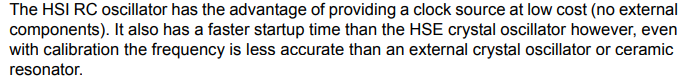 The HSI RC oscillator has the advantage of providing a clock source at low cost (no external
components). It also has a faster startup time than the HSE crystal oscillator however, even
with calibration the frequency is less accurate than an external crystal oscillator or ceramic
resonator.